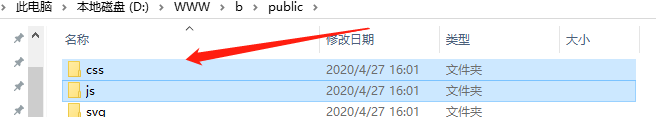 此电脑 > 本地磁盘 (D:) > WWW > b > public >
名称 修改日期 类型 大小
css 2020/4/27 16:01 文件夹
js 2020/4/27 16:01 文件夹
svg 2020/4/27 16:01 文件夹